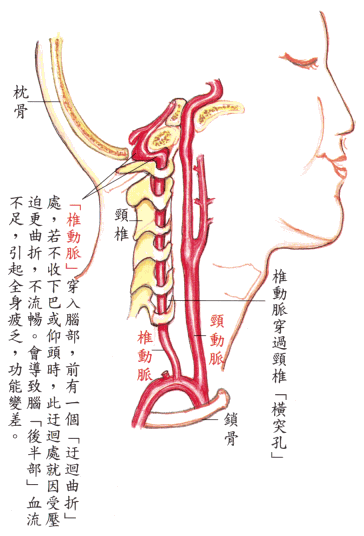 枕骨
頸椎
椎動脈
頸動脈
鎖骨
椎動脈穿過頸椎「橫突孔」
「椎動脈」穿入腦部，前有一個「迂迴曲折」
處，若不收下巴或仰頭時，此迂迴處就因受壓
迫更曲折，不流暢。會導致腦「後半部」血流
不足，引起全身疲乏，功能變差。